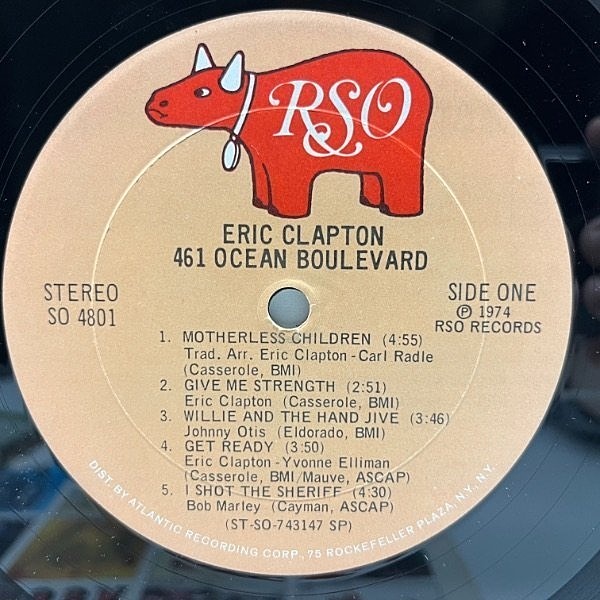 RSO
ERIC CLAPTON
461 OCEAN BOULEVARD
STEREO
SO 4801
SIDE ONE
Ⓟ 1974
RSO RECORDS
1. MOTHERLESS CHILDREN (4:55)
Trad. Arr. Eric Clapton - Carl Radle
(Casserole, BMI)
2. GIVE ME STRENGTH (2:51)
Eric Clapton (Casserole, BMI)
3. WILLIE AND THE HAND JIVE (3:46)
Johnny Otis (Eldorado, BMI)
4. GET READY (3:50)
Eric Clapton - Yvonne Elliman
(Casserole, BMI/Mauve, ASCAP)
5. I SHOT THE SHERIFF (4:30)
Bob Marley (Cayman, ASCAP)
(ST-SO-743147 SP)
DIST. BY ATLANTIC RECORDING CORP., 75 ROCKEFELLER PLAZA, N.Y., N.Y.